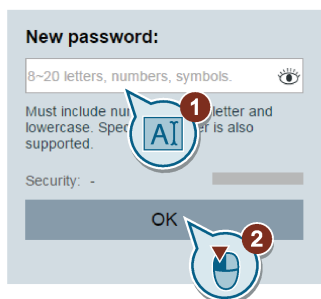 New password:
8~20 letters, numbers, symbols.
1
Must include letter and
lowercase. is also
supported.
AI
Security: -
OK
2